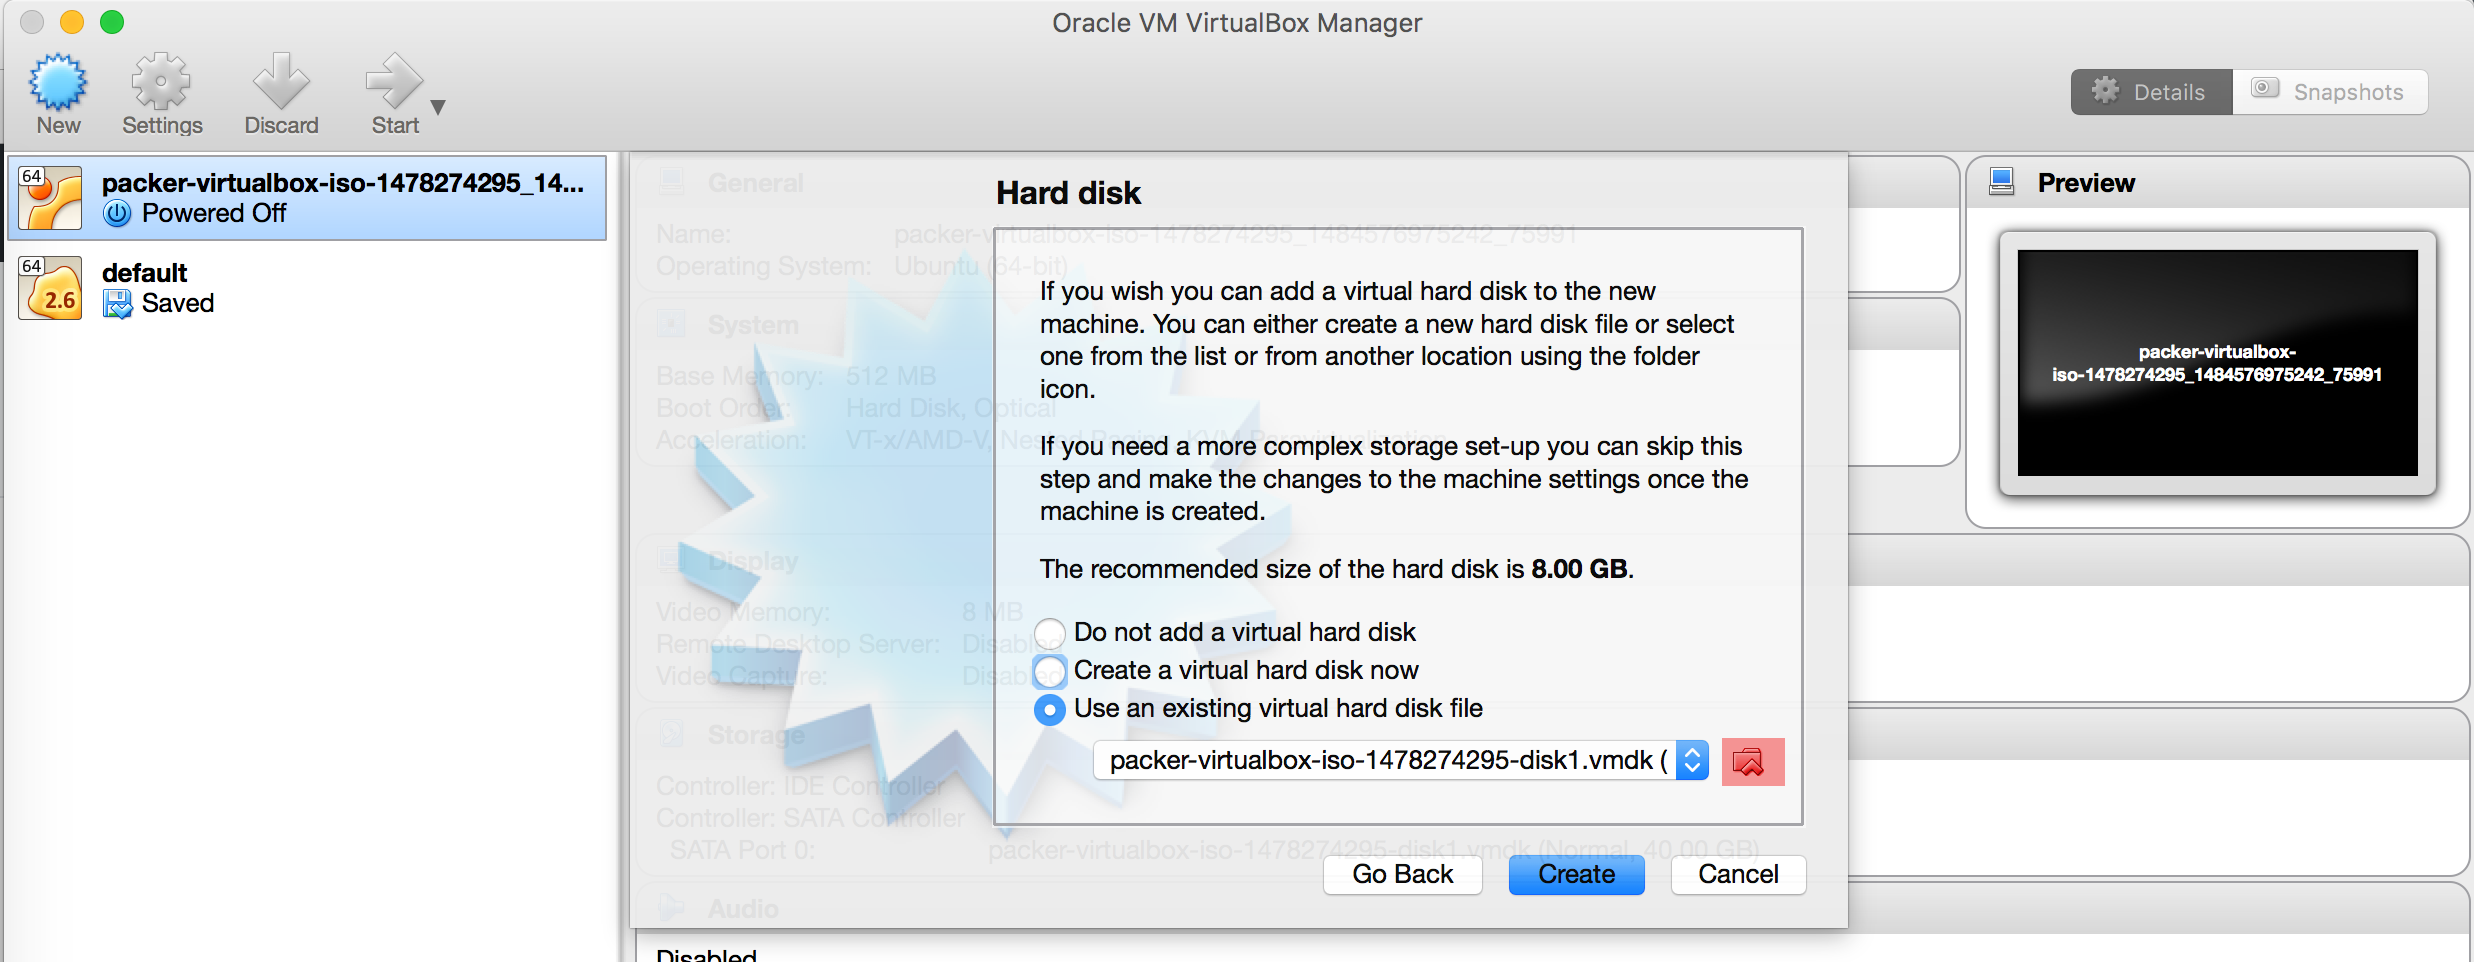 Oracle VM VirtualBox Manager
New
Settings
Discard
Start
Details
Snapshots
64
packer-virtualbox-iso-1478274295_14...
Powered Off
64
2.6
default
Saved
General
Name: packer-virtualbox-iso-1478274295_1484576975242_75991
Operating System: Ubuntu (64-bit)
System
Base Memory: 512 MB
Boot Order: Hard Disk, Optical
Acceleration: VT-x/AMD-V, Nested Paging, KVM Paravirtualization
Display
Video Memory: 8 MB
Remote Desktop Server: Disabled
Video Capture: Disabled
Storage
Controller: IDE Controller
Controller: SATA Controller
SATA Port 0: packer-virtualbox-iso-1478274295-disk1.vmdk (Normal, 40.00 GB)
Audio
Disabled
Hard disk
If you wish you can add a virtual hard disk to the new
machine. You can either create a new hard disk file or select
one from the list or from another location using the folder
icon.
If you need a more complex storage set-up you can skip this
step and make the changes to the machine settings once the
machine is created.
The recommended size of the hard disk is 8.00 GB.
Do not add a virtual hard disk
Create a virtual hard disk now
Use an existing virtual hard disk file
packer-virtualbox-iso-1478274295-disk1.vmdk (
Go Back
Create
Cancel
Preview
packer-virtualbox-
iso-1478274295_1484576975242_75991